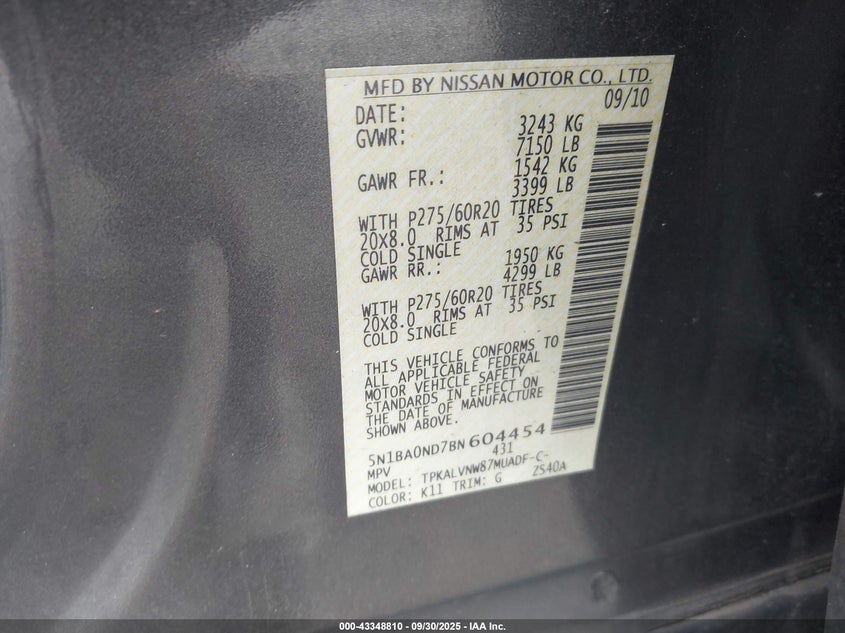 MFD BY NISSAN MOTOR CO., LTD.
DATE: 09/10
GVWR: 3243 KG
7150 LB
GAWR FR.: 1542 KG
3399 LB
WITH P275/60R20 TIRES
20X8.0 RIMS AT 35 PSI
COLD SINGLE
GAWR RR.: 1950 KG
4299 LB
WITH P275/60R20 TIRES
20X8.0 RIMS AT 35 PSI
COLD SINGLE
THIS VEHICLE CONFORMS TO
ALL APPLICABLE FEDERAL
MOTOR VEHICLE SAFETY
STANDARDS IN EFFECT ON
THE DATE OF MANUFACTURE
SHOWN ABOVE.
5N1BA0ND7BN604454
MPV 431
MODEL: TPKALVNW87MUADF-C-
COLOR: K11 TRIM: G ZS40A
000-43348810 - 09/30/2025 - IAA Inc.